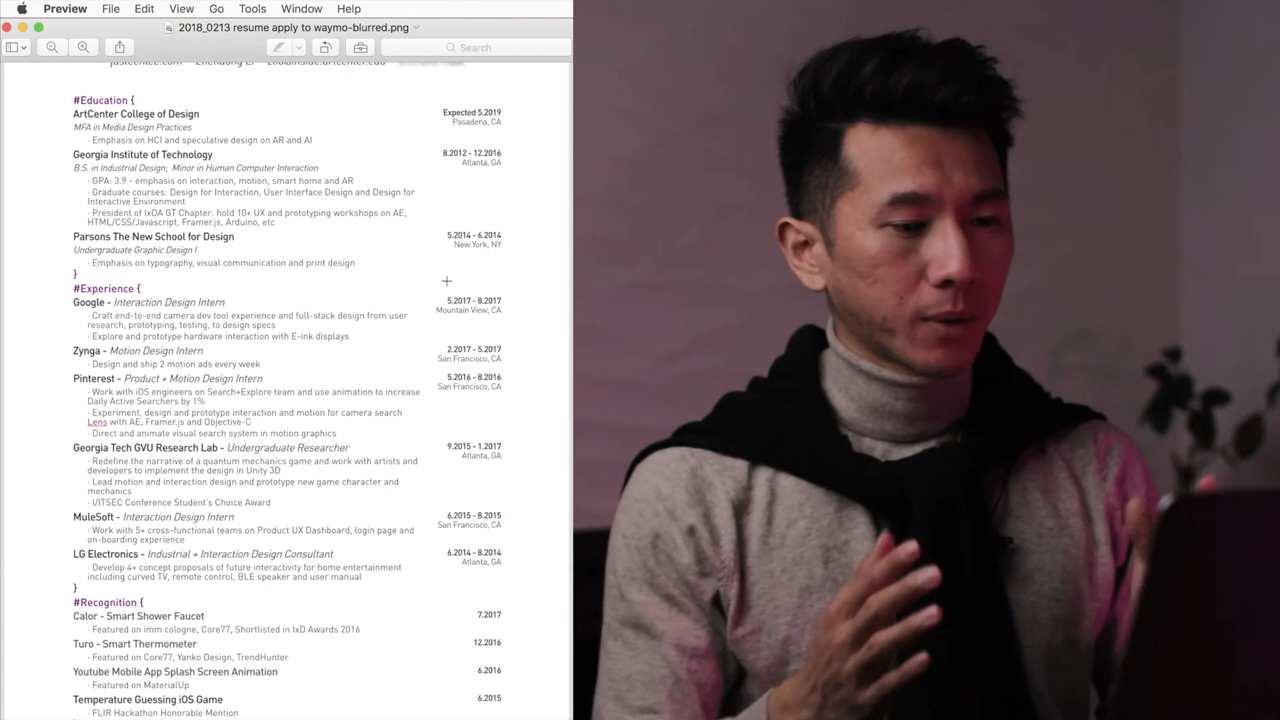 Preview File Edit View Go Tools Window Help
2018_0213 resume apply to waymo-blurred.png
Search
#Education {
ArtCenter College of Design Expected 5.2019
MFA in Media Design Practices Pasadena, CA
· Emphasis on HCI and speculative design on AR and AI
Georgia Institute of Technology 8.2012 - 12.2016
B.S. in Industrial Design; Minor in Human Computer Interaction Atlanta, GA
· GPA: 3.9 - emphasis on interaction, motion, smart home and AR
· Graduate courses: Design for Interaction, User Interface Design and Design for
Interactive Environment
· President of IxDA GT Chapter: hold 10+ UX and prototyping workshops on AE,
HTML/CSS/Javascript, Framer.js, Arduino, etc
Parsons The New School for Design 5.2014 - 6.2014
Undergraduate Graphic Design I New York, NY
· Emphasis on typography, visual communication and print design
}
#Experience {
Google - Interaction Design Intern 5.2017 - 8.2017
Mountain View, CA
· Craft end-to-end camera dev tool experience and full-stack design from user
research, prototyping, testing, to design specs
· Explore and prototype hardware interaction with E-ink displays
Zynga - Motion Design Intern 2.2017 - 5.2017
San Francisco, CA
· Design and ship 2 motion ads every week
Pinterest - Product + Motion Design Intern 5.2016 - 8.2016
San Francisco, CA
· Work with iOS engineers on Search+Explore team and use animation to increase
Daily Active Searchers by 1%
· Experiment, design and prototype interaction and motion for camera search
Lens with AE, Framer.js and Objective-C
· Direct and animate visual search system in motion graphics
Georgia Tech GVU Research Lab - Undergraduate Researcher 9.2015 - 1.2017
Atlanta, GA
· Redefine the narrative of a quantum mechanics game and work with artists and
developers to implement the design in Unity 3D
· Lead motion and interaction design and prototype new game character and
mechanics
· I/ITSEC Conference Student's Choice Award
MuleSoft - Interaction Design Intern 6.2015 - 8.2015
San Francisco, CA
· Work with 5+ cross-functional teams on Product UX Dashboard, login page and
on-boarding experience
LG Electronics - Industrial + Interaction Design Consultant 6.2014 - 8.2014
Atlanta, GA
· Develop 4+ concept proposals of future interactivity for home entertainment
including curved TV, remote control, BLE speaker and user manual
}
#Recognition {
Calor - Smart Shower Faucet 7.2017
· Featured on imm cologne, Core77, Shortlisted in IxD Awards 2016
Turo - Smart Thermometer 12.2016
· Featured on Core77, Yanko Design, TrendHunter
Youtube Mobile App Splash Screen Animation 6.2016
· Featured on MaterialUp
Temperature Guessing iOS Game 6.2015
· FLIR Hackathon Honorable Mention